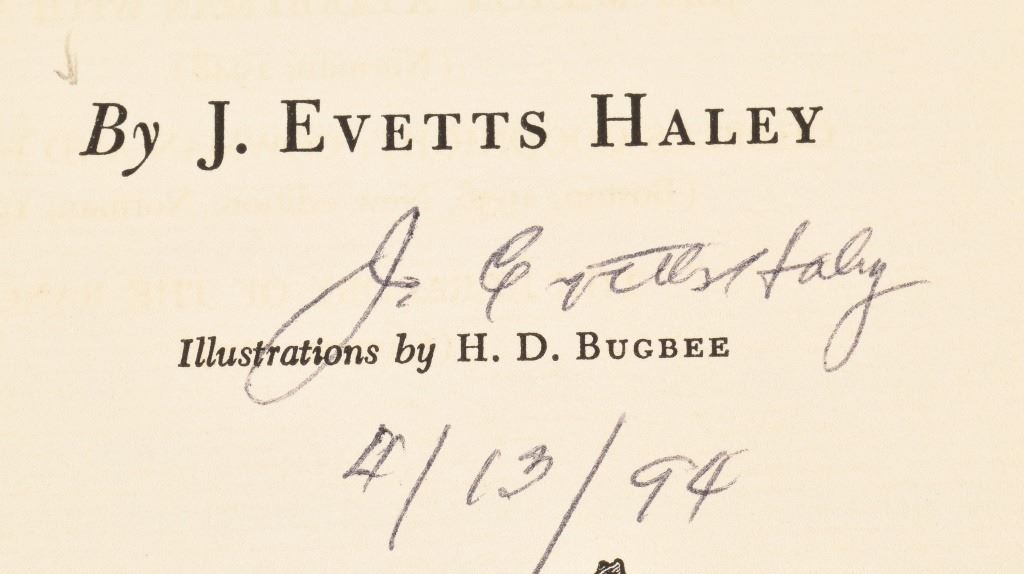 By J. EVETTS HALEY
J. Evetts Haley
Illustrations by H. D. BUGBEE
4/13/94